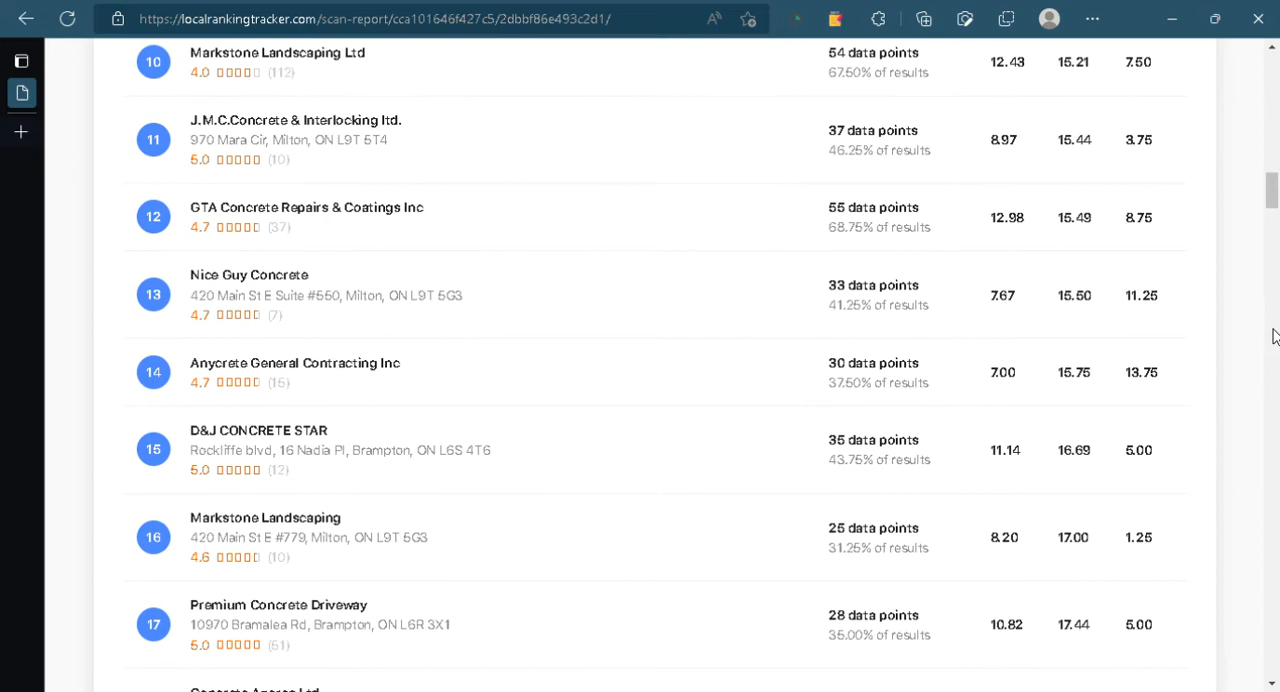 https://localrankingtracker.com/scan-report/cca101646f427c5/2dbbf86e493c2d1/
10
Markstone Landscaping Ltd
4.0 (112)
54 data points
67.50% of results
12.43 15.21 7.50
11
J.M.C.Concrete & Interlocking ltd.
970 Mara Cir, Milton, ON L9T 5T4
5.0 (10)
37 data points
46.25% of results
8.97 15.44 3.75
12
GTA Concrete Repairs & Coatings Inc
4.7 (37)
55 data points
68.75% of results
12.98 15.49 8.75
13
Nice Guy Concrete
420 Main St E Suite #550, Milton, ON L9T 5G3
4.7 (7)
33 data points
41.25% of results
7.67 15.50 11.25
14
Anycrete General Contracting Inc
4.7 (15)
30 data points
37.50% of results
7.00 15.75 13.75
15
D&J CONCRETE STAR
Rockliffe blvd, 16 Nadia Pl, Brampton, ON L6S 4T6
5.0 (12)
35 data points
43.75% of results
11.14 16.69 5.00
16
Markstone Landscaping
420 Main St E #779, Milton, ON L9T 5G3
4.6 (10)
25 data points
31.25% of results
8.20 17.00 1.25
17
Premium Concrete Driveway
10970 Bramalea Rd, Brampton, ON L6R 3X1
5.0 (51)
28 data points
35.00% of results
10.82 17.44 5.00